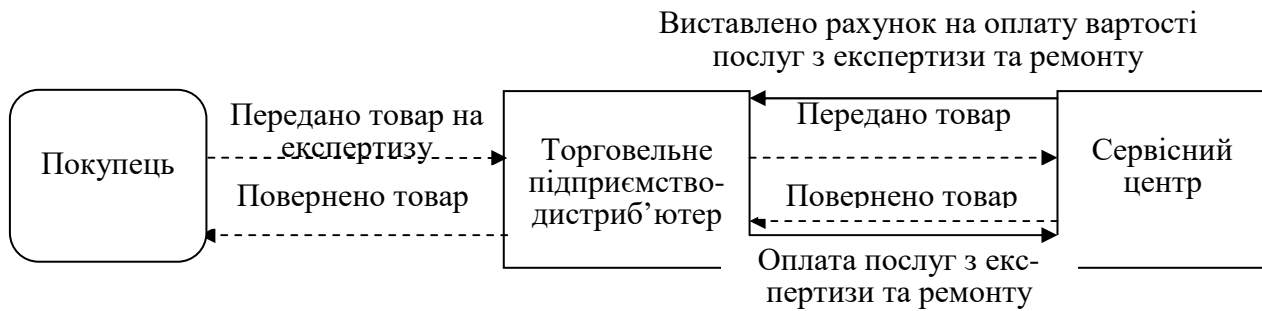 Виставлено рахунок на оплату вартості
послуг з експертизи та ремонту
Передано товар на
експертизу
Передано товар
Покупець
Торговельне
підприємство-
дистриб’ютер
Сервісний
центр
Повернено товар
Повернено товар
Оплата послуг з екс-
пертизи та ремонту